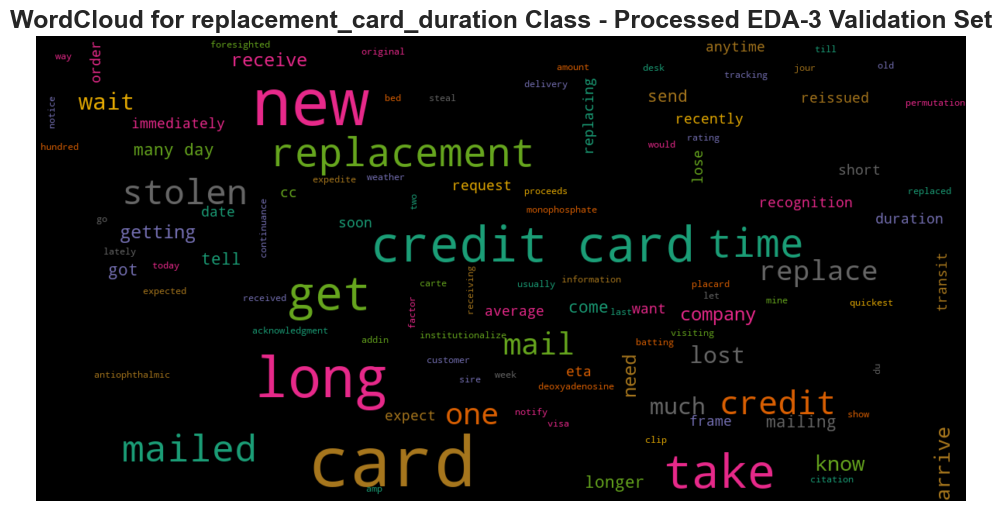 WordCloud for replacement_card_duration Class - Processed EDA-3 Validation Set
way
order
foresighted
receive
original
anytime
till
new
wait
notice
immediately
bed
steal
amount
delivery
desk
tracking
jour
old
send
reissued
permutation
replacing
recently
hundred
many day
replacement
rating
would
lose
short
stolen
expedite
weather
cc
request
proceeds
monophosphate
replaced
recognition
duration
go
date
getting
continuance
two
soon
credit card
time
lately
got
today
tell
replace
expected
received
get
carte
receiving
usually
information
placard
let
mine
quickest
transit
factor
average
come
last
want
company
acknowledgment
addin
institutionalize
mail
visiting
batting
lost
antiophthalmic
long
customer
sire
week
eta
deoxyadenosine
need
du
expect
one
notify
visa
much
frame
credit
mailing
show
mailed
card
amp
clip
longer
take
know
citation
arrive